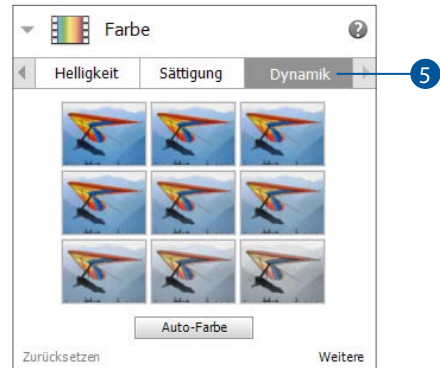 Farbe ?
Helligkeit Sättigung Dynamik 5
Auto-Farbe
Zurücksetzen Weitere